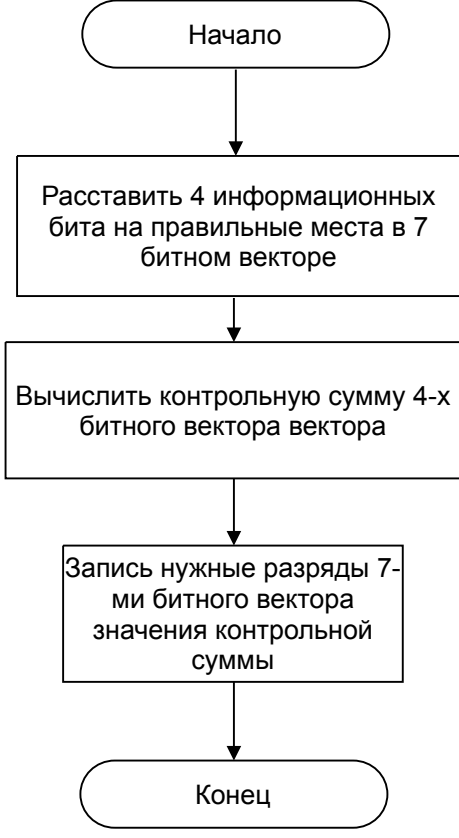 Начало
Расставить 4 информационных
бита на правильные места в 7
битном векторе
Вычислить контрольную сумму 4-х
битного вектора вектора
Запись нужные разряды 7-
ми битного вектора
значения контрольной
суммы
Конец